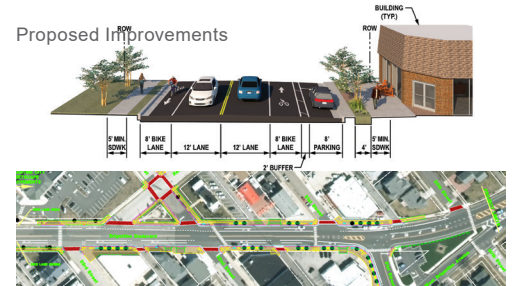 BUILDING
(TYP.)
ROW
ROW
Proposed Improvements
5' MIN.
SDWK
8' BIKE
LANE
12' LANE
12' LANE
8' BIKE
LANE
8'
PARKING
4'
5' MIN.
SDWK
2' BUFFER